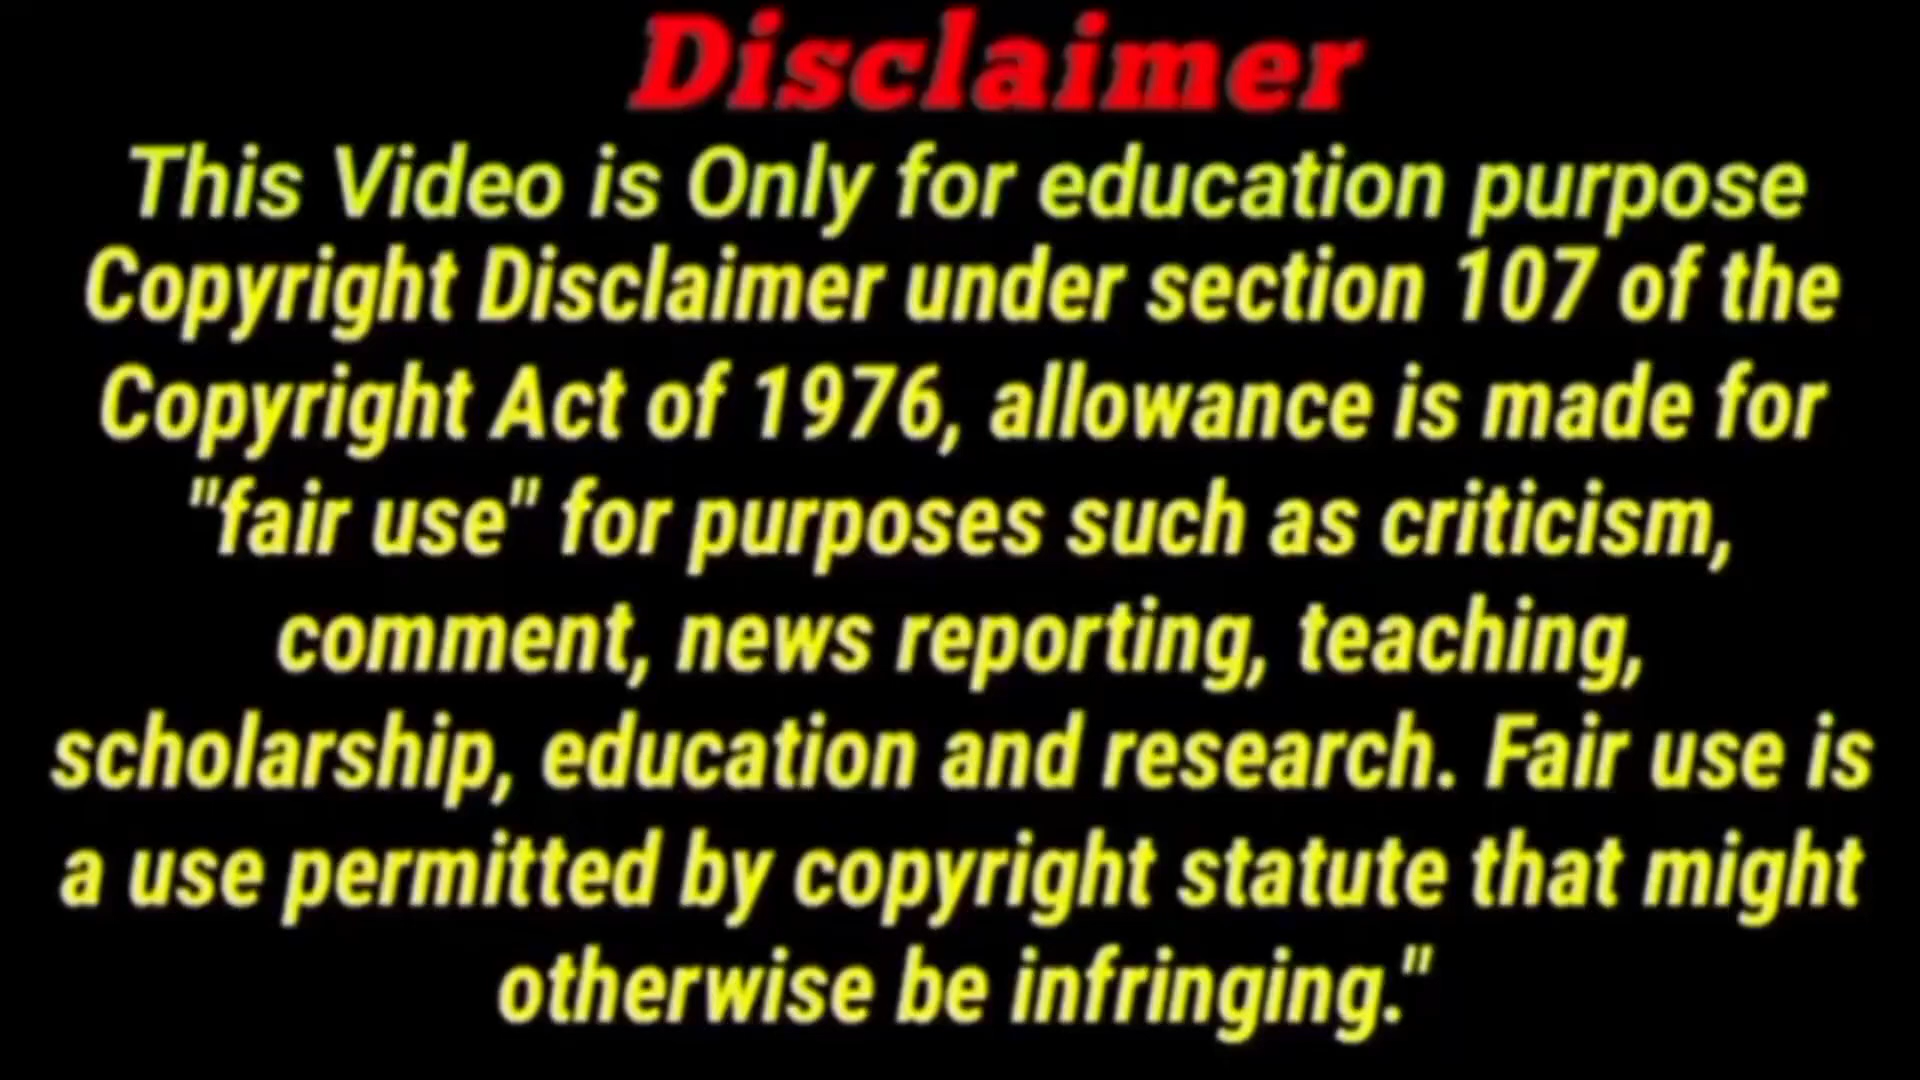 Disclaimer
This Video is Only for education purpose
Copyright Disclaimer under section 107 of the
Copyright Act of 1976, allowance is made for
"fair use" for purposes such as criticism,
comment, news reporting, teaching,
scholarship, education and research. Fair use is
a use permitted by copyright statute that might
otherwise be infringing."